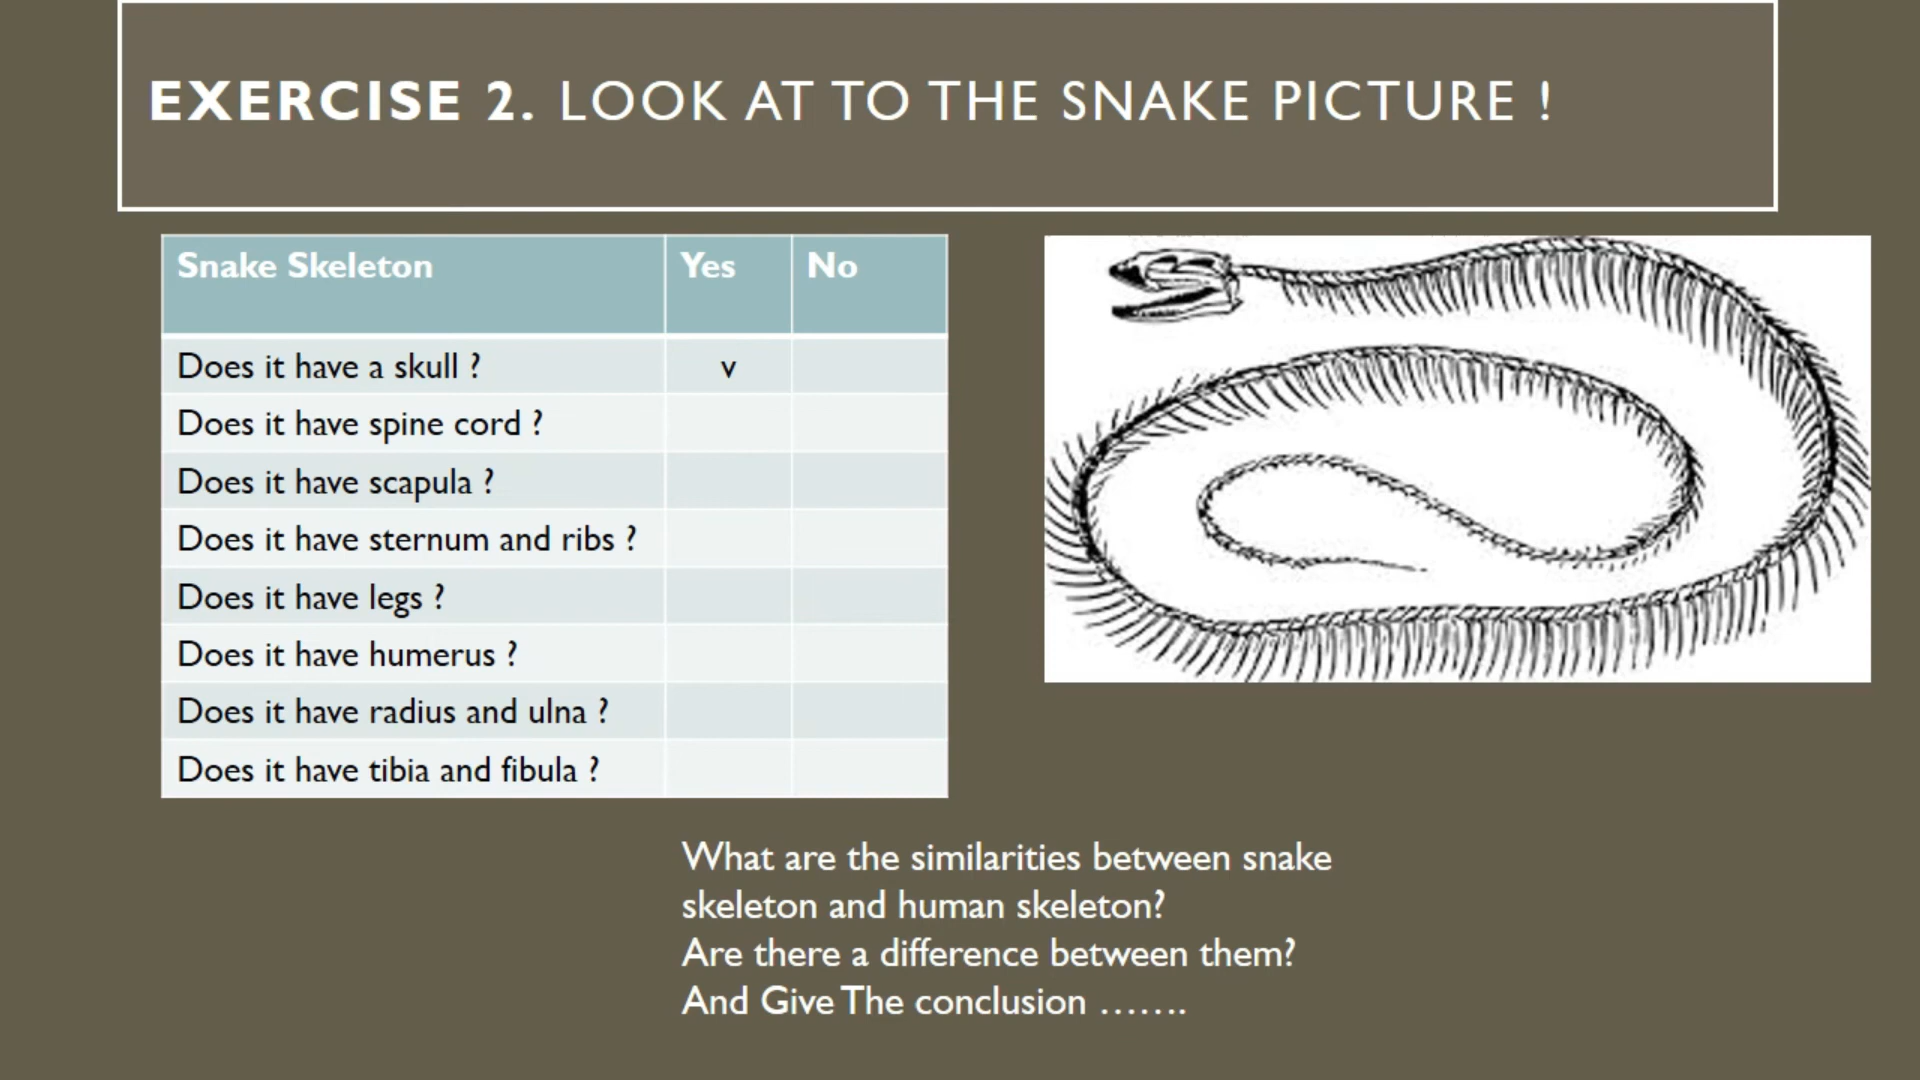 EXERCISE 2. LOOK AT TO THE SNAKE PICTURE !
Snake Skeleton Yes No
Does it have a skull ? v
Does it have spine cord ?
Does it have scapula ?
Does it have sternum and ribs ?
Does it have legs ?
Does it have humerus ?
Does it have radius and ulna ?
Does it have tibia and fibula ?
What are the similarities between snake
skeleton and human skeleton?
Are there a difference between them?
And Give The conclusion …….